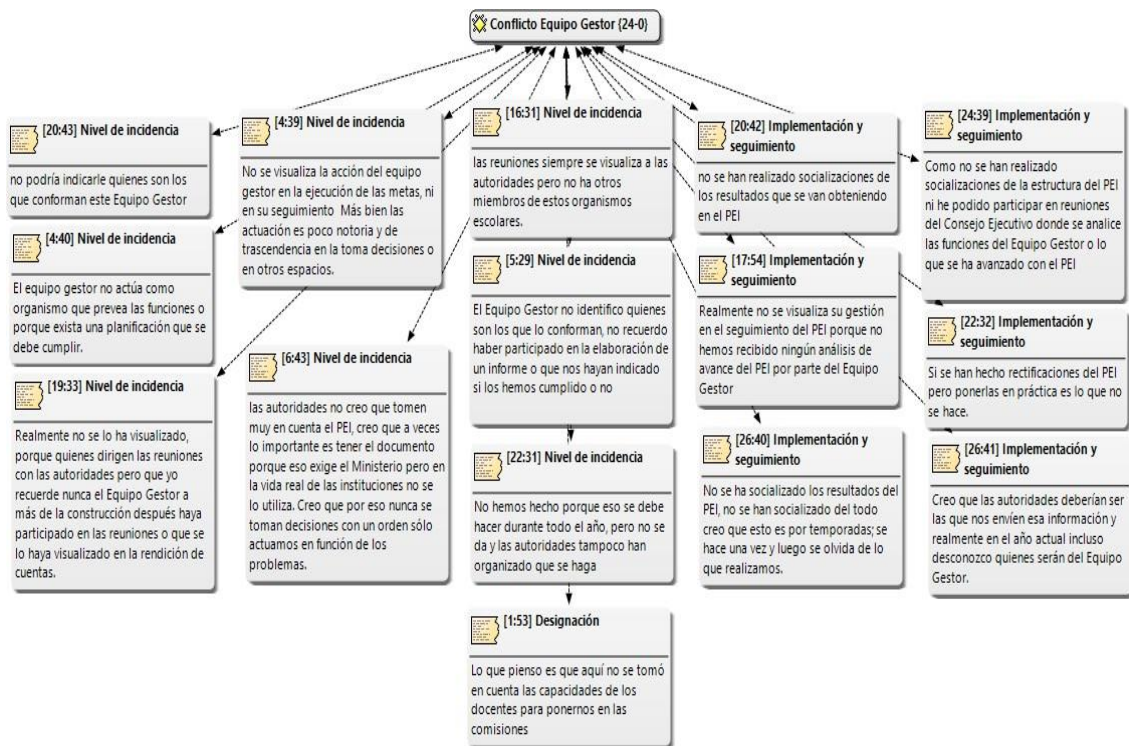 Conflicto Equipo Gestor {24-0}
[20:43] Nivel de incidencia
no podría indicarle quienes son los
que conforman este Equipo Gestor
[4:40] Nivel de incidencia
El equipo gestor no actúa como
organismo que prevea las funciones o
porque exista una planificación que se
debe cumplir.
[19:33] Nivel de incidencia
Realmente no se lo ha visualizado,
porque quienes dirigen las reuniones
con las autoridades pero que yo
recuerde nunca el Equipo Gestor a
más de la construcción después haya
participado en las reuniones o que se
lo haya visualizado en la rendición de
cuentas.
[4:39] Nivel de incidencia
No se visualiza la acción del equipo
gestor en la ejecución de las metas, ni
en su seguimiento Más bien las
actuación es poco notoria y de
trascendencia en la toma decisiones o
en otros espacios.
[6:43] Nivel de incidencia
las autoridades no creo que tomen
muy en cuenta el PEI, creo que a veces
lo importante es tener el documento
porque eso exige el Ministerio pero en
la vida real de las instituciones no se
lo utiliza. Creo que por eso nunca se
toman decisiones con un orden sólo
actuamos en función de los
problemas.
[16:31] Nivel de incidencia
las reuniones siempre se visualiza a las
autoridades pero no ha otros
miembros de estos organismos
escolares.
[5:29] Nivel de incidencia
El Equipo Gestor no identifico quienes
son los que lo conforman, no recuerdo
haber participado en la elaboración de
un informe o que nos hayan indicado
si los hemos cumplido o no
[22:31] Nivel de incidencia
No hemos hecho porque eso se debe
hacer durante todo el año, pero no se
da y las autoridades tampoco han
organizado que se haga
[1:53] Designación
Lo que pienso es que aquí no se tomó
en cuenta las capacidades de los
docentes para ponernos en las
comisiones
[20:42] Implementación y
seguimiento
no se han realizado socializaciones de
los resultados que se van obteniendo
en el PEI
[17:54] Implementación y
seguimiento
Realmente no se visualiza su gestión
en el seguimiento del PEI porque no
hemos recibido ningún análisis de
avance del PEI por parte del Equipo
Gestor
[26:40] Implementación y
seguimiento
No se ha socializado los resultados del
PEI, no se han socializado del todo
creo que esto es por temporadas; se
hace una vez y luego se olvida de lo
que realizamos.
[24:39] Implementación y
seguimiento
Como no se han realizado
socializaciones de la estructura del PEI
ni he podido participar en reuniones
del Consejo Ejecutivo donde se analice
las funciones del Equipo Gestor o lo
que se ha avanzado con el PEI
[22:32] Implementación y
seguimiento
Si se han hecho rectificaciones del PEI
pero ponerlas en práctica es lo que no
se hace.
[26:41] Implementación y
seguimiento
Creo que las autoridades deberían ser
las que nos envíen esa información y
realmente en el año actual incluso
desconozco quienes serán del Equipo
Gestor.